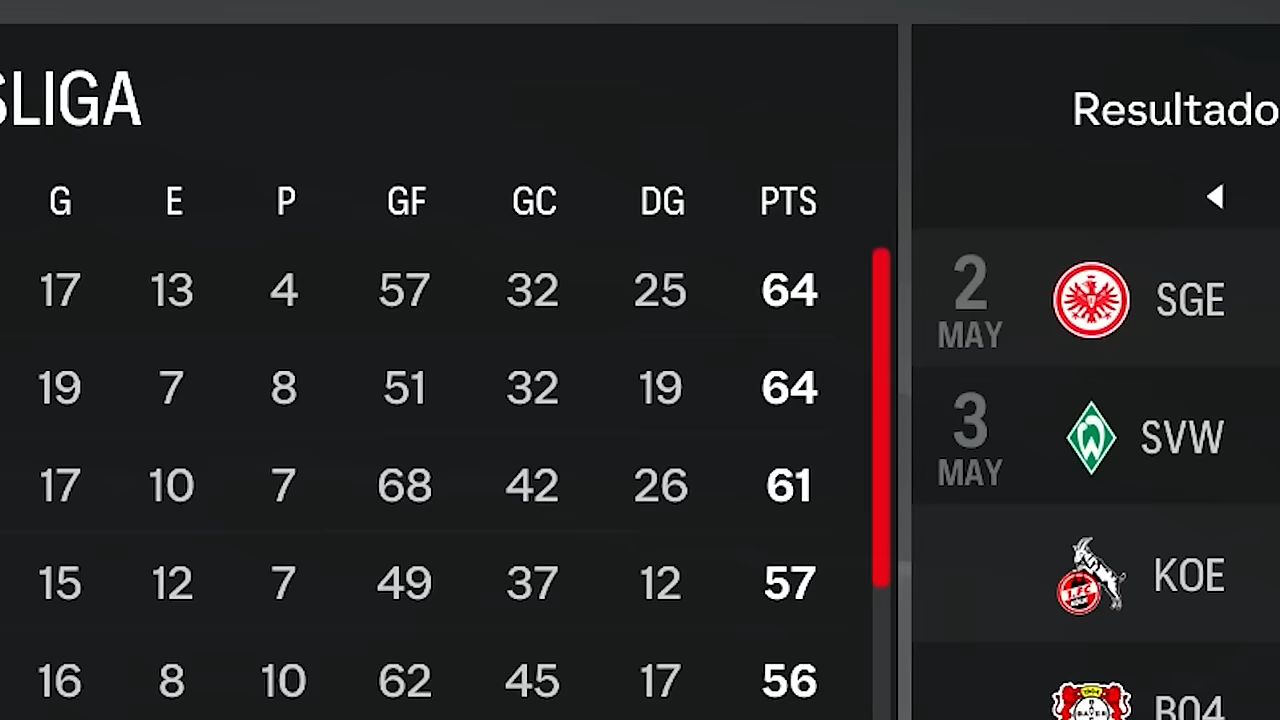 SLIGA
G E P GF GC DG PTS
17 13 4 57 32 25 64
19 7 8 51 32 19 64
17 10 7 68 42 26 61
15 12 7 49 37 12 57
16 8 10 62 45 17 56
Resultado
2 MAY SGE
3 MAY SVW
KOE
B04